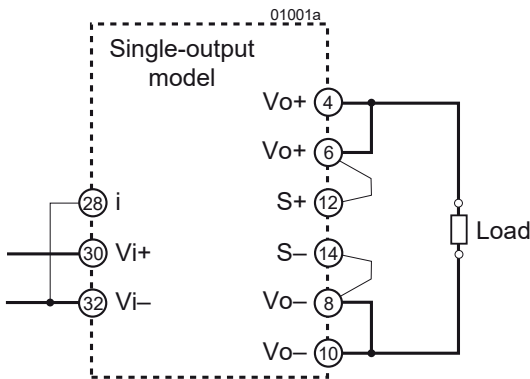 01001a
Single-output
model
Vo+ 4
Vo+ 6
28 i
S+ 12
30 Vi+
S– 14
Load
32 Vi–
Vo– 8
Vo– 10